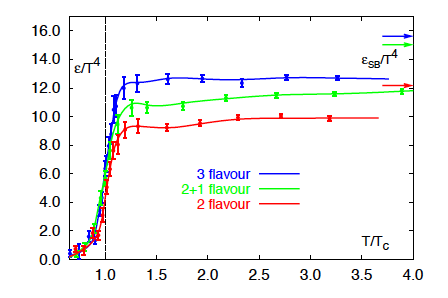 16.0
14.0
12.0
10.0
8.0
6.0
4.0
2.0
0.0
ε/T⁴
ε_SB/T⁴
3 flavour
2+1 flavour
2 flavour
T/T_c
1.0 1.5 2.0 2.5 3.0 3.5 4.0